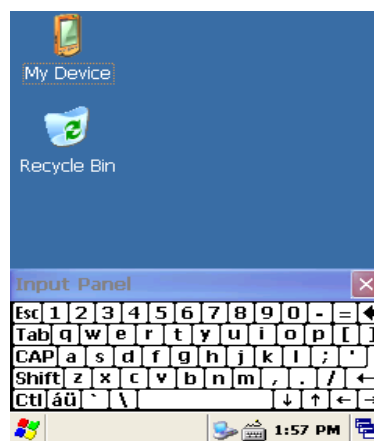 My Device
Recycle Bin
Input Panel
Esc 1 2 3 4 5 6 7 8 9 0 - =
Tab q w e r t y u i o p [ ]
CAP a s d f g h j k l ; '
Shift z x c v b n m , . /
Ctl áü ` \ ↓ ↑ ← →
1:57 PM